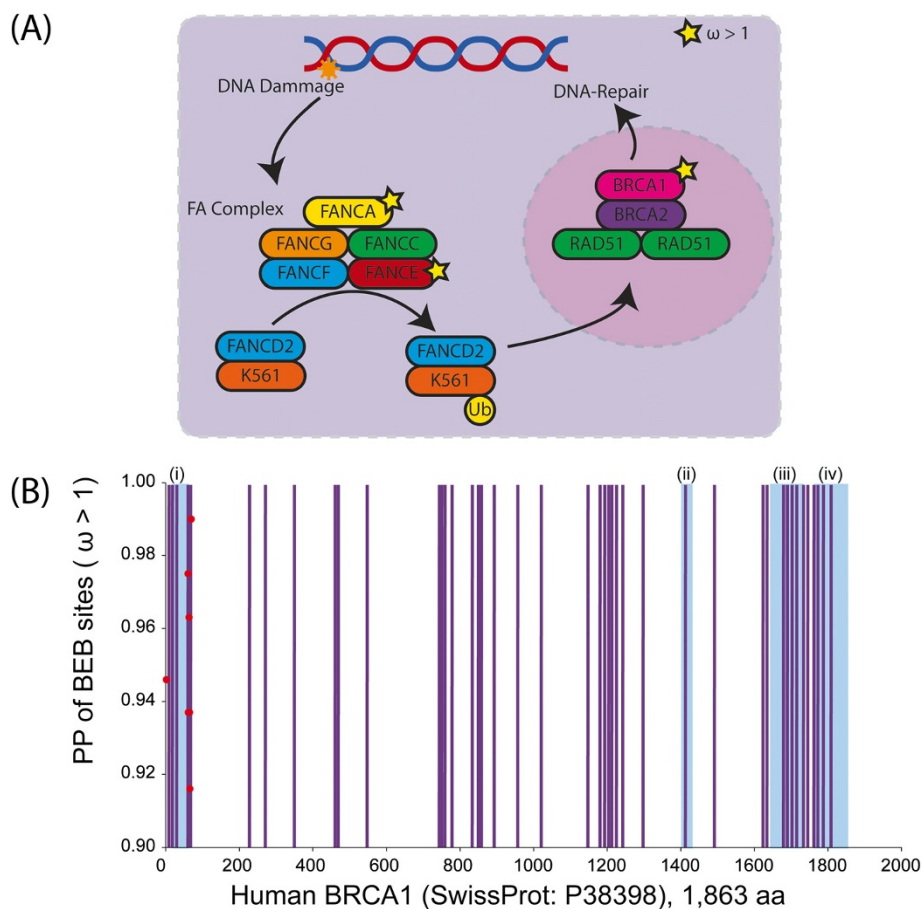 (A)
ω > 1
DNA Dammage
DNA-Repair
FA Complex
FANCA
FANCG
FANCC
FANCF
FANCE
BRCA1
BRCA2
RAD51
RAD51
FANCD2
K561
FANCD2
K561
Ub
(B)
(i)
(ii)
(iii)
(iv)
PP of BEB sites ( ω > 1)
1.00
0.98
0.96
0.94
0.92
0.90
0
200
400
600
800
1000
1200
1400
1600
1800
2000
Human BRCA1 (SwissProt: P38398), 1,863 aa